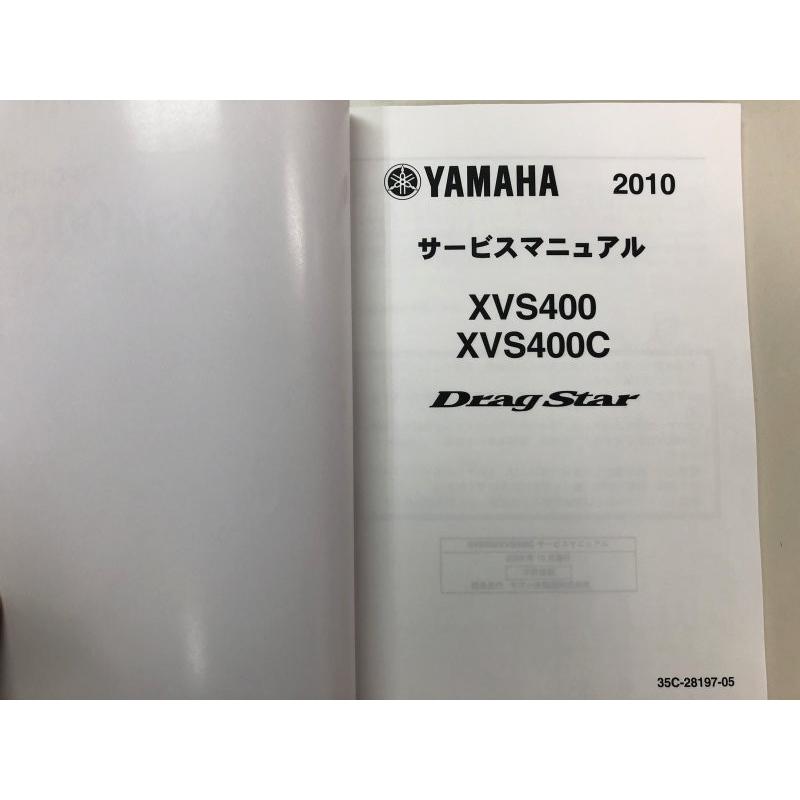 YAMAHA 2010
サービスマニュアル
XVS400
XVS400C
Drag Star
35C-28197-05